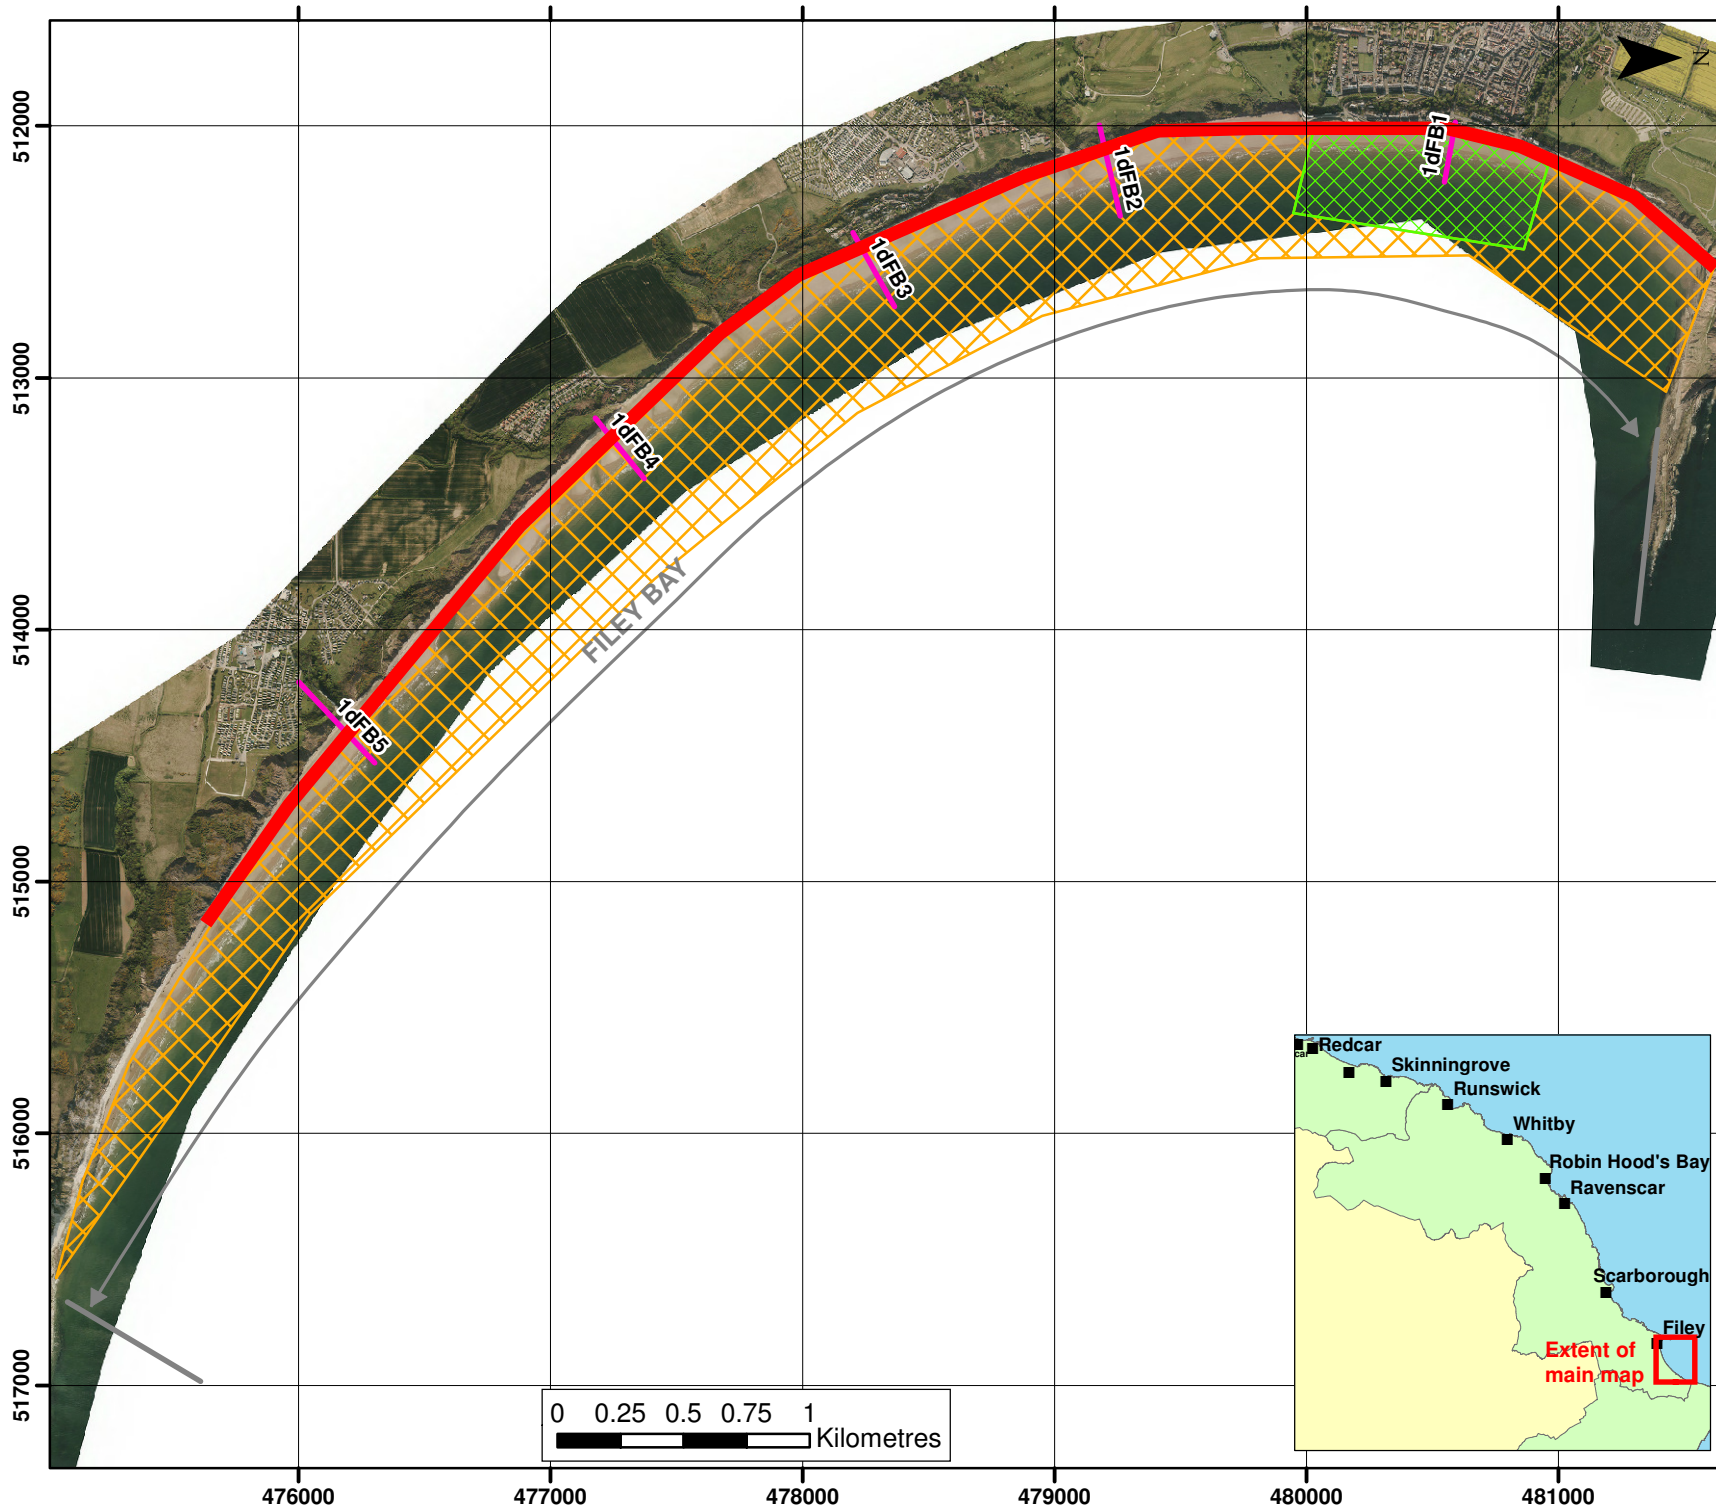 N
512000
513000
514000
515000
516000
517000
1dFB1
1dFB2
1dFB3
1dFB4
1dFB5
FILEY BAY
Redcar
car
Skinningrove
Runswick
Whitby
Robin Hood's Bay
Ravenscar
Scarborough
Filey
Extent of
main map
0 0.25 0.5 0.75 1
Kilometres
476000 477000 478000 479000 480000 481000